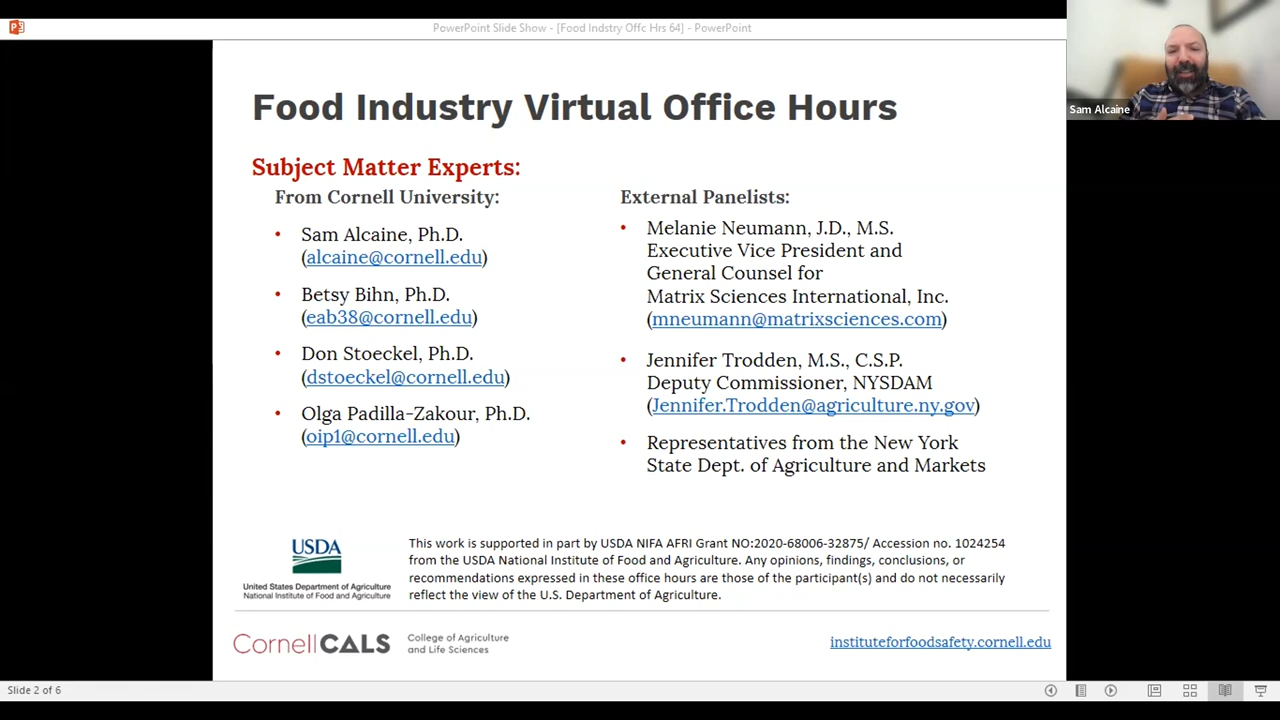 PowerPoint Slide Show - [Food Indstry Offc Hrs 64] - PowerPoint
Sam Alcaine
Food Industry Virtual Office Hours
Subject Matter Experts:
From Cornell University:
• Sam Alcaine, Ph.D.
(alcaine@cornell.edu)
• Betsy Bihn, Ph.D.
(eab38@cornell.edu)
• Don Stoeckel, Ph.D.
(dstoeckel@cornell.edu)
• Olga Padilla-Zakour, Ph.D.
(oip1@cornell.edu)
External Panelists:
• Melanie Neumann, J.D., M.S.
Executive Vice President and
General Counsel for
Matrix Sciences International, Inc.
(mneumann@matrixsciences.com)
• Jennifer Trodden, M.S., C.S.P.
Deputy Commissioner, NYSDAM
(Jennifer.Trodden@agriculture.ny.gov)
• Representatives from the New York
State Dept. of Agriculture and Markets
USDA
United States Department of Agriculture
National Institute of Food and Agriculture
This work is supported in part by USDA NIFA AFRI Grant NO:2020-68006-32875/ Accession no. 1024254
from the USDA National Institute of Food and Agriculture. Any opinions, findings, conclusions, or
recommendations expressed in these office hours are those of the participant(s) and do not necessarily
reflect the view of the U.S. Department of Agriculture.
CornellCALS
College of Agriculture
and Life Sciences
instituteforfoodsafety.cornell.edu
Slide 2 of 6